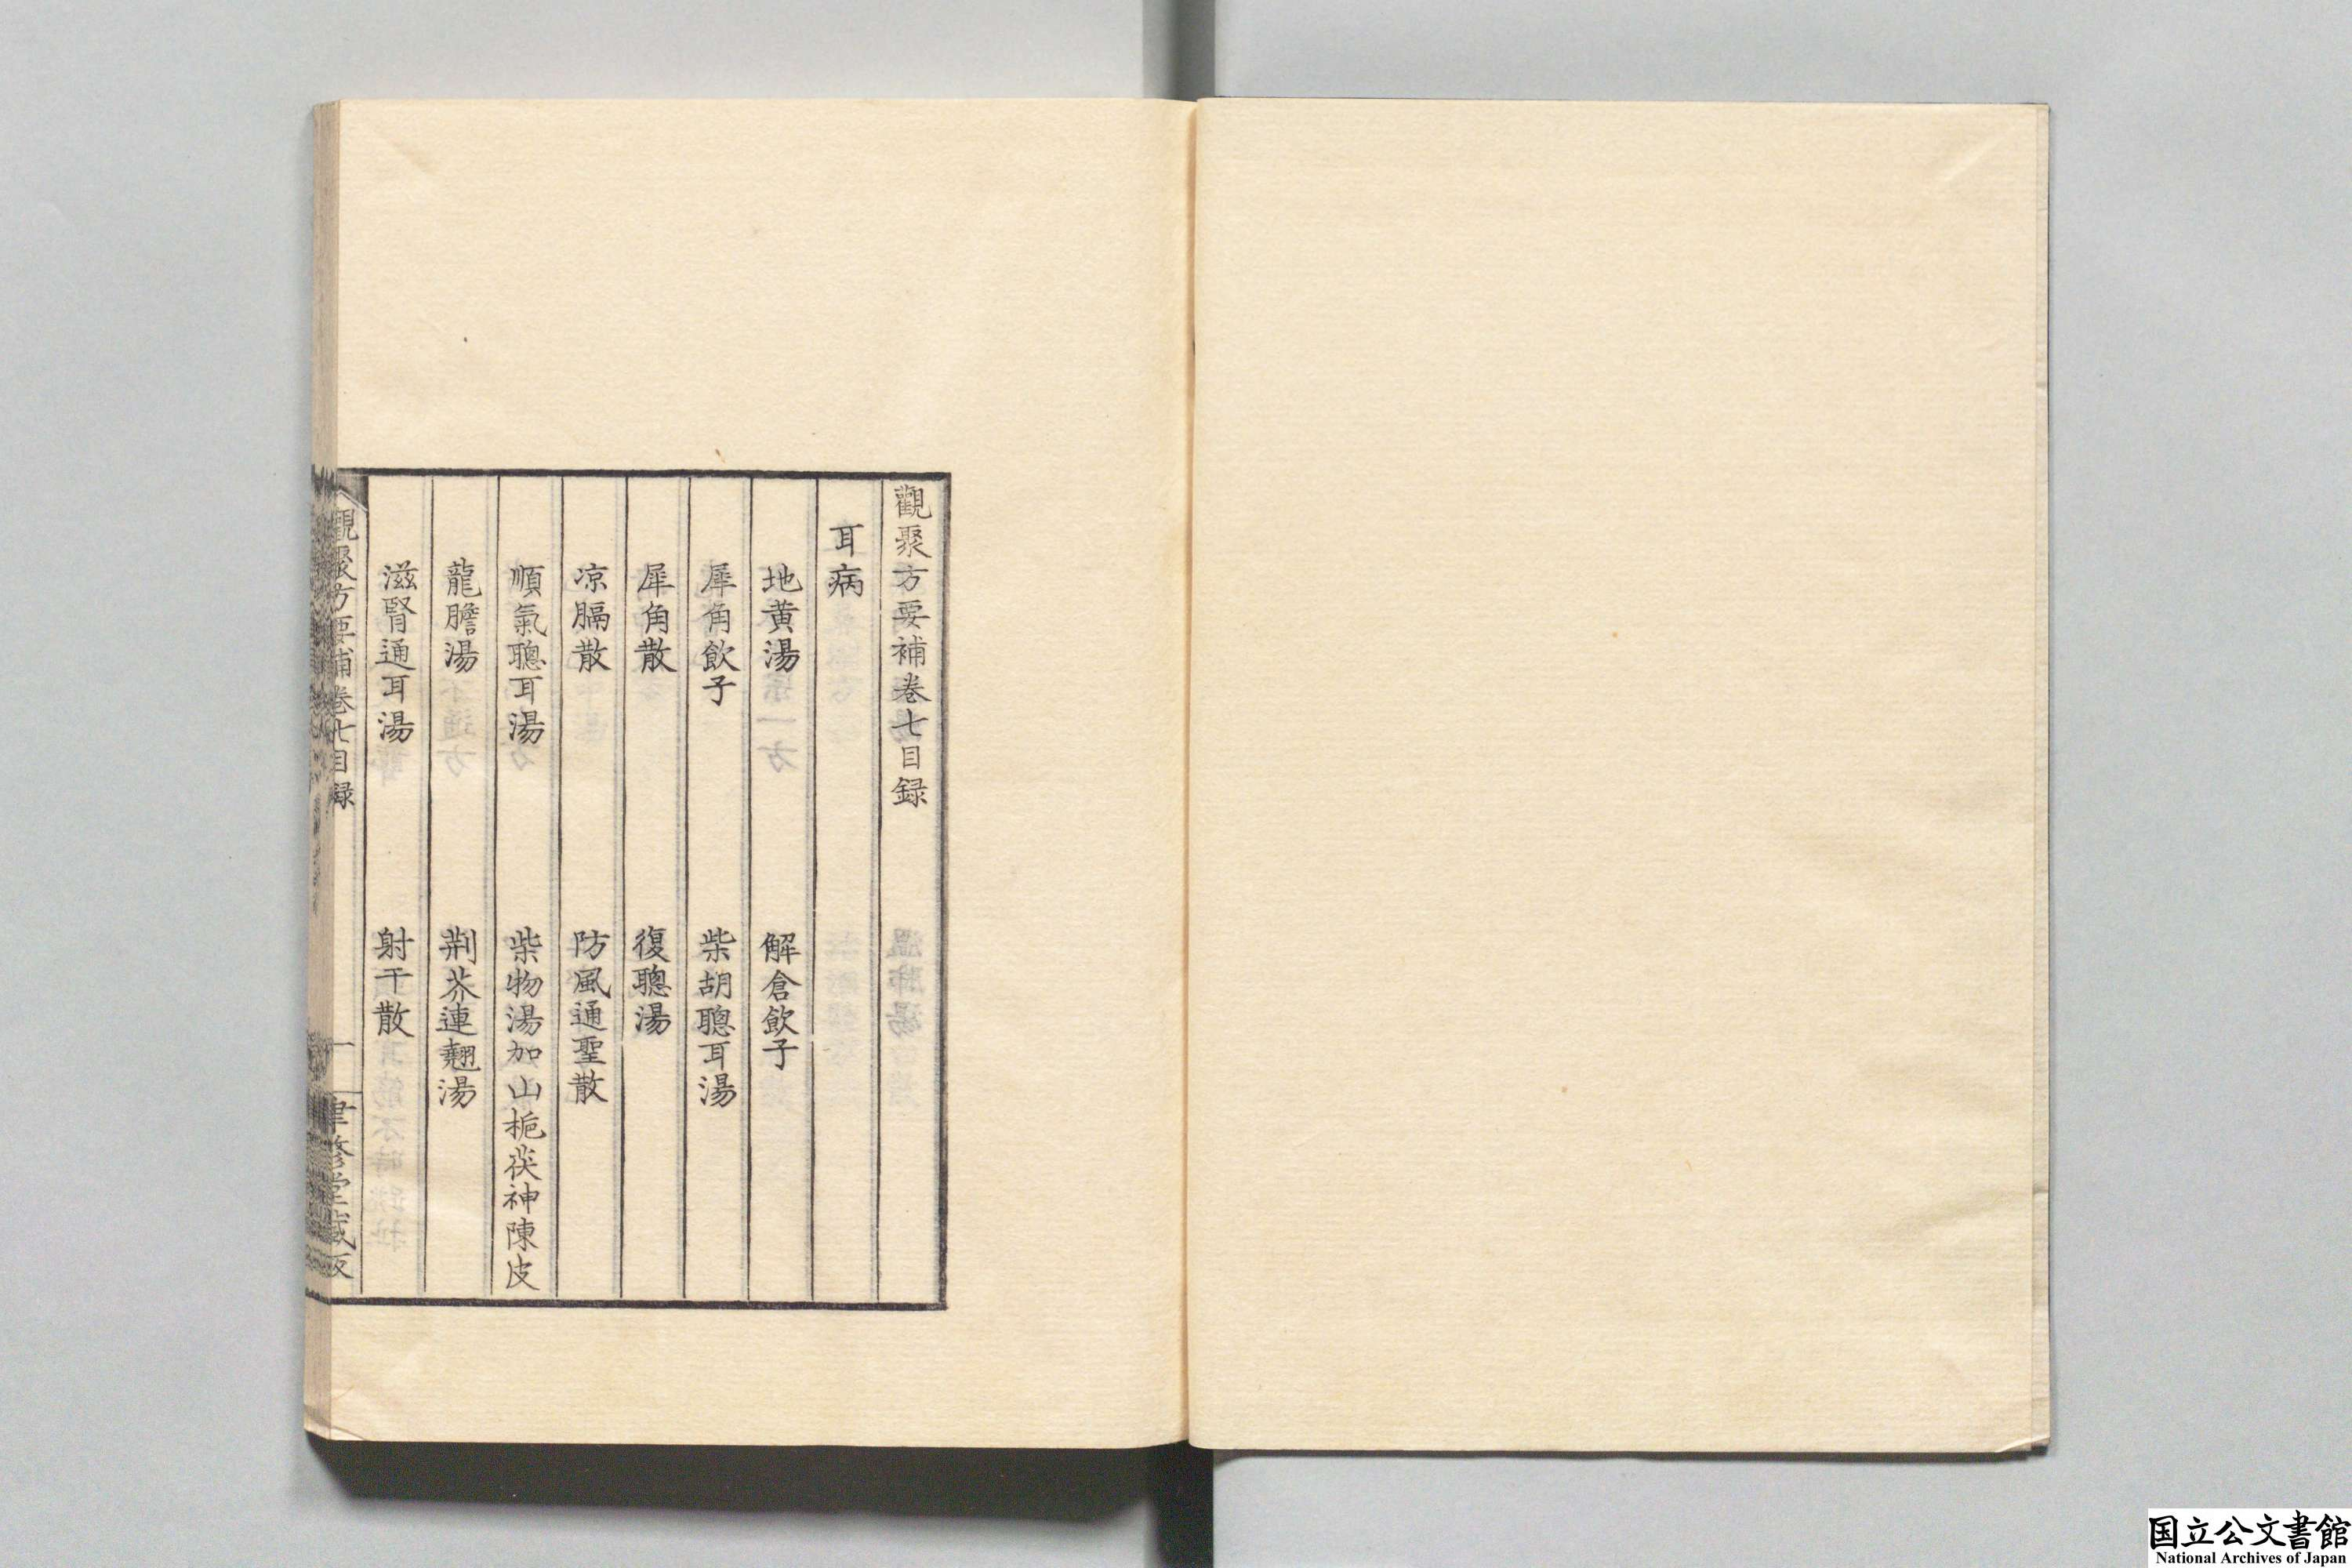 觀聚方要補卷七目録
耳病
地黄湯　解倉飲子
犀角飲子　柴胡聰耳湯
犀角散　復聰湯
凉膈散　防風通聖散
順氣聰耳湯　柴物湯加山梔茯神陳皮
龍膽湯　荆芥連翹湯
滋腎通耳湯　射干散
觀聚方要補卷七目録　一　聿修堂藏版
国立公文書館
National Archives of Japan